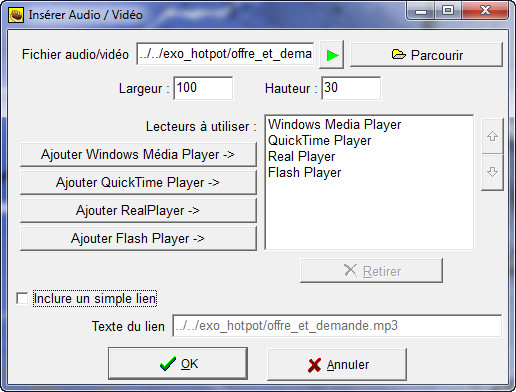 Insérer Audio / Vidéo
Fichier audio/vidéo ../../exo_hotpot/offre_et_dema Parcourir
Largeur : 100 Hauteur : 30
Lecteurs à utiliser :
Windows Media Player
QuickTime Player
Real Player
Flash Player
Ajouter Windows Média Player ->
Ajouter QuickTime Player ->
Ajouter RealPlayer ->
Ajouter Flash Player ->
Retirer
Inclure un simple lien
Texte du lien ../../exo_hotpot/offre_et_demande.mp3
OK Annuler